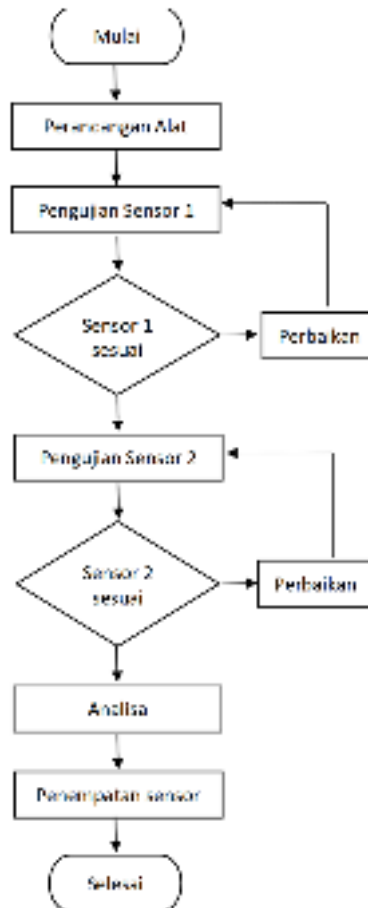 Mulai
Perancangan Alat
Pengujian Sensor 1
Sensor 1
sesuai
Perbaikan
Pengujian Sensor 2
Sensor 2
sesuai
Perbaikan
Analisa
Penempatan sensor
Selesai